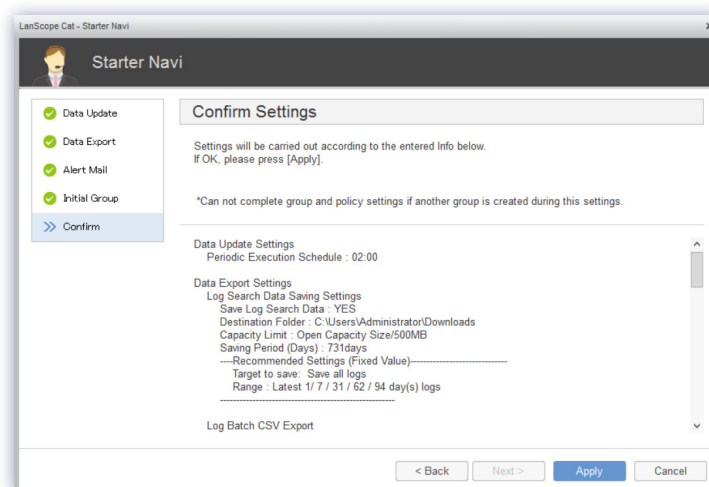 LanScope Cat - Starter Navi
Starter Navi
Data Update
Data Export
Alert Mail
Initial Group
Confirm
Confirm Settings
Settings will be carried out according to the entered Info below.
If OK, please press [Apply].
*Can not complete group and policy settings if another group is created during this settings.
Data Update Settings
Periodic Execution Schedule : 02:00
Data Export Settings
Log Search Data Saving Settings
Save Log Search Data : YES
Destination Folder : C:\Users\Administrator\Downloads
Capacity Limit : Open Capacity Size/500MB
Saving Period (Days) : 731days
----Recommended Settings (Fixed Value)-----------------------------
Target to save:  Save all logs
Range : Latest 1/ 7 / 31 / 62 / 94 day(s) logs
-----------------------------------------------------
Log Batch CSV Export
< Back
Next >
Apply
Cancel